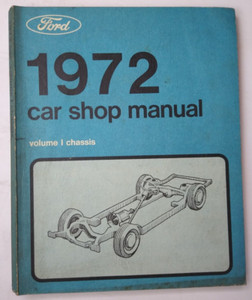 Ford
1972
car shop manual
volume I chassis